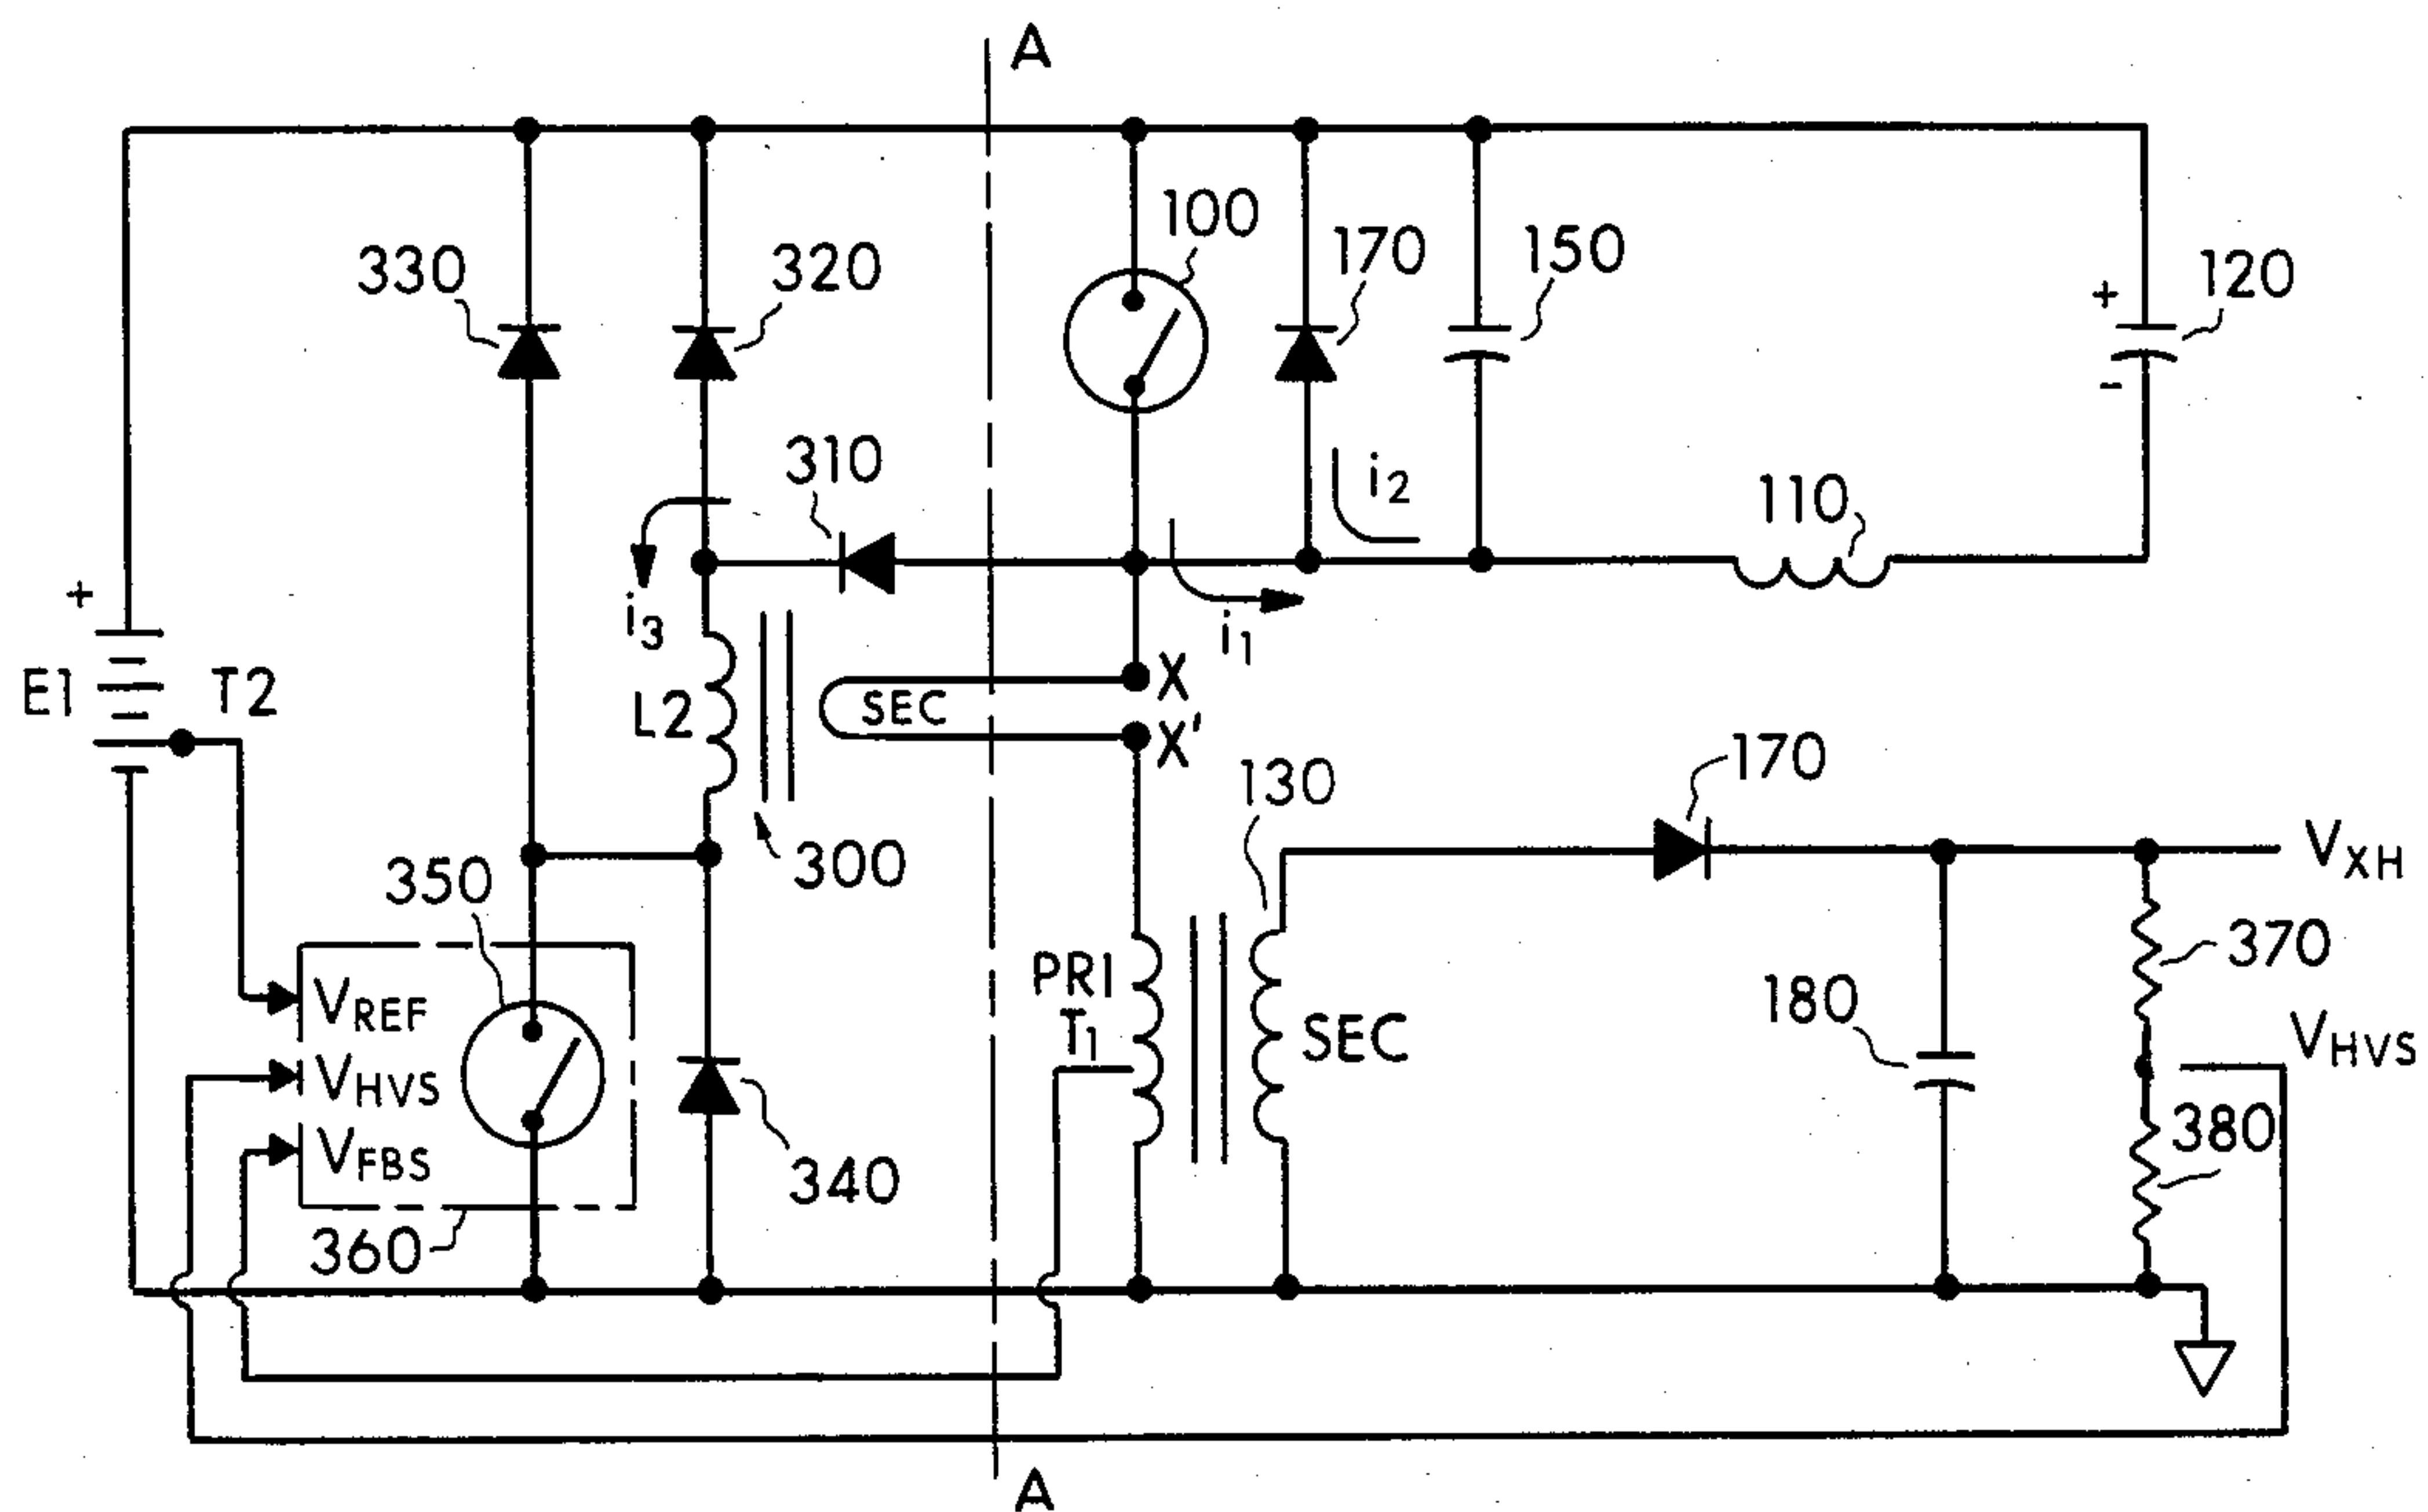 A
100
170
150
120
330
320
+
-
310
i2
110
i3
i1
+
E1
T2
L2
SEC
X
X'
170
130
300
VXH
350
PRI
T1
SEC
370
180
VREF
VHVS
VHVS
VFBS
380
340
360
A